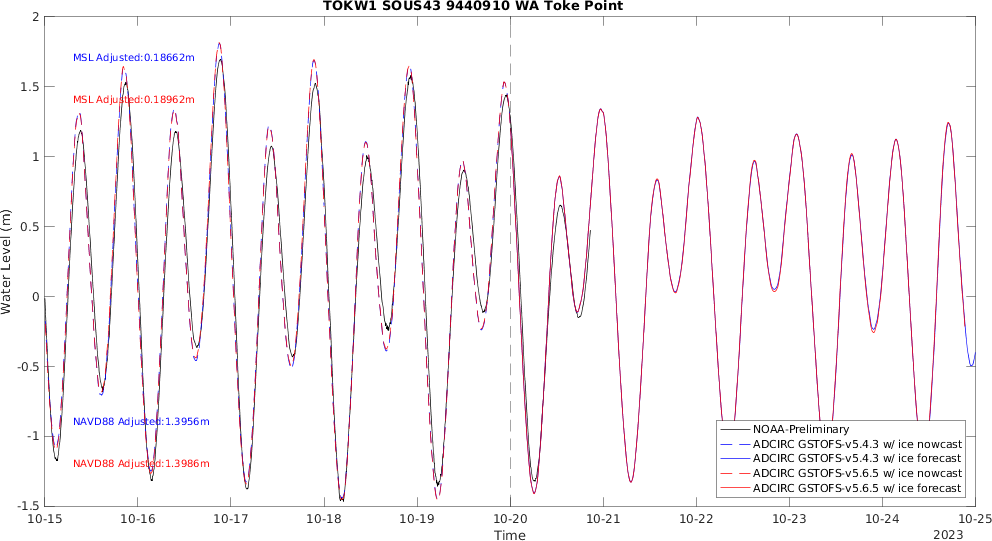 TOKW1 SOUS43 9440910 WA Toke Point
2
1.5
1
0.5
0
-0.5
-1
-1.5
Water Level (m)
MSL Adjusted:0.18662m
MSL Adjusted:0.18962m
NAVD88 Adjusted:1.3956m
NAVD88 Adjusted:1.3986m
NOAA-Preliminary
ADCIRC GSTOFS-v5.4.3 w/ ice nowcast
ADCIRC GSTOFS-v5.4.3 w/ ice forecast
ADCIRC GSTOFS-v5.6.5 w/ ice nowcast
ADCIRC GSTOFS-v5.6.5 w/ ice forecast
10-15 10-16 10-17 10-18 10-19 10-20 10-21 10-22 10-23 10-24 10-25
Time
2023